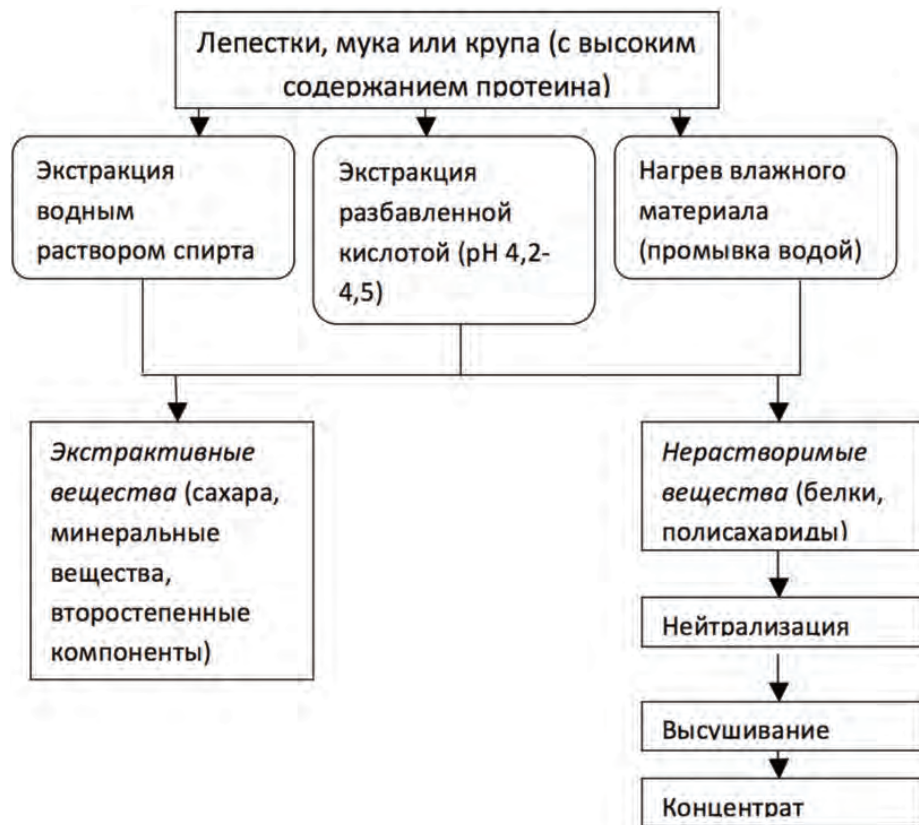 Лепестки, мука или крупа (с высоким
содержанием протеина)
Экстракция
водным
раствором спирта
Экстракция
разбавленной
кислотой (рН 4,2-
4,5)
Нагрев влажного
материала
(промывка водой)
Экстрактивные
вещества (сахара,
минеральные
вещества,
второстепенные
компоненты)
Нерастворимые
вещества (белки,
полисахариды)
Нейтрализация
Высушивание
Концентрат